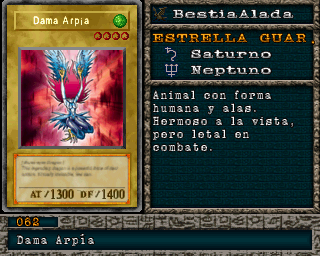 Dama Arpía
AT/1300 DF/1400
BestiaAlada
ESTRELLA GUAR.
Saturno
Neptuno
Animal con forma
humana y alas.
Hermoso a la vista,
pero letal en
combate.
062
Dama Arpía